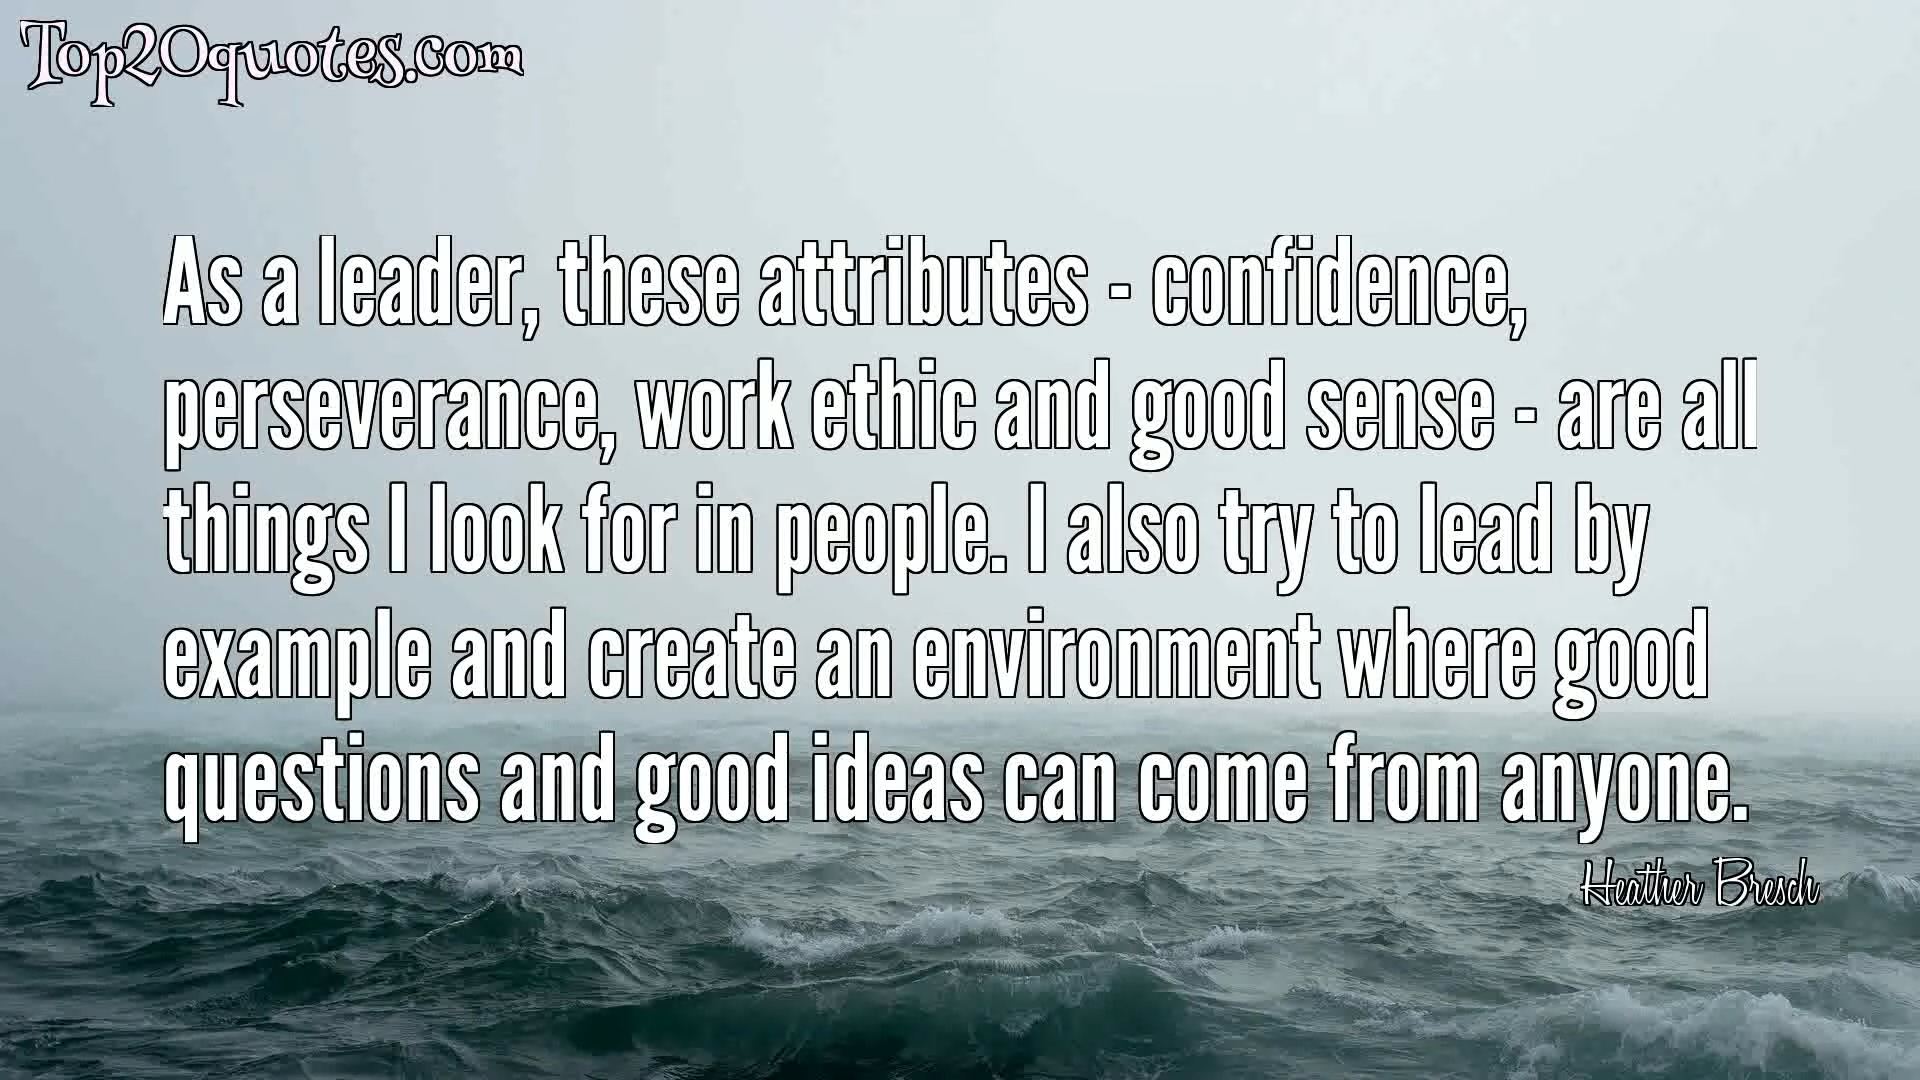 Top20quotes.com
As a leader, these attributes - confidence,
perseverance, work ethic and good sense - are all
things I look for in people. I also try to lead by
example and create an environment where good
questions and good ideas can come from anyone.
Heather Bresch